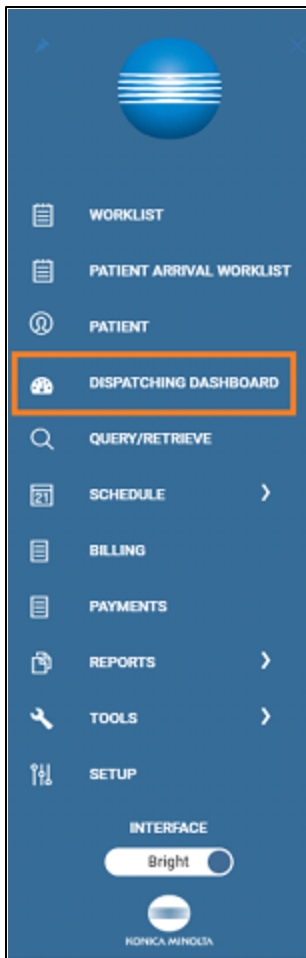 WORKLIST
PATIENT ARRIVAL WORKLIST
PATIENT
DISPATCHING DASHBOARD
QUERY/RETRIEVE
21 SCHEDULE
BILLING
PAYMENTS
REPORTS
TOOLS
SETUP
INTERFACE
Bright
KONICA MINOLTA